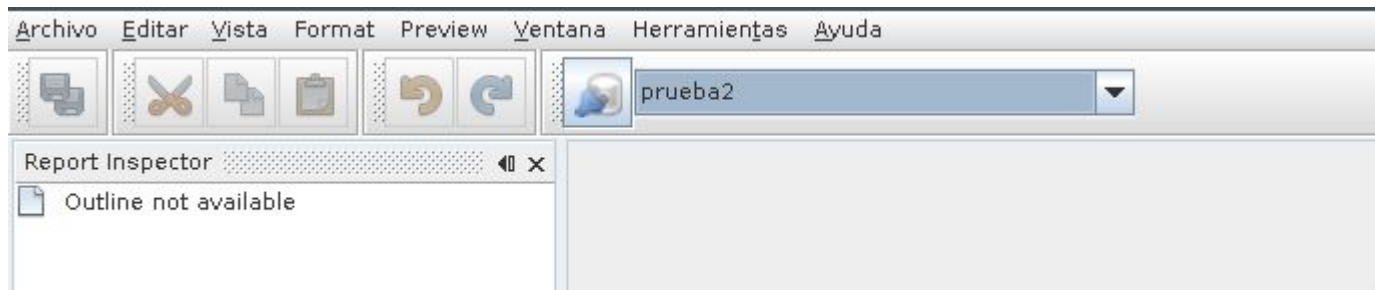 Archivo Editar Vista Format Preview Ventana Herramientas Ayuda
prueba2
Report Inspector
Outline not available